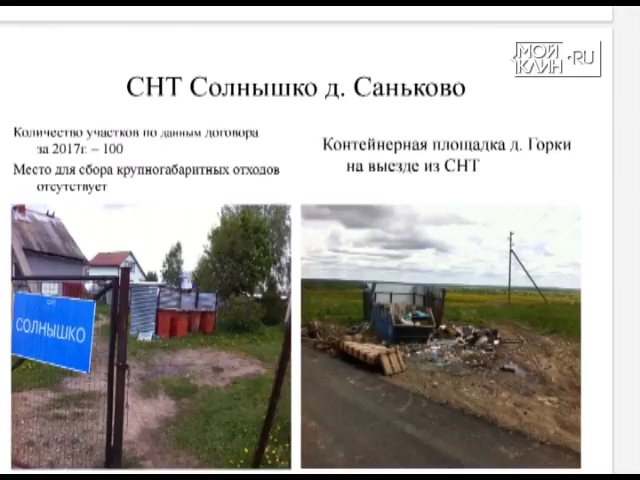 МОЙ
КЛИН .RU
СНТ Солнышко д. Саньково
Количество участков по данным договора
за 2017г. – 100
Место для сбора крупногабаритных отходов
отсутствует
Контейнерная площадка д. Горки
на выезде из СНТ
СНТ
СОЛНЫШКО